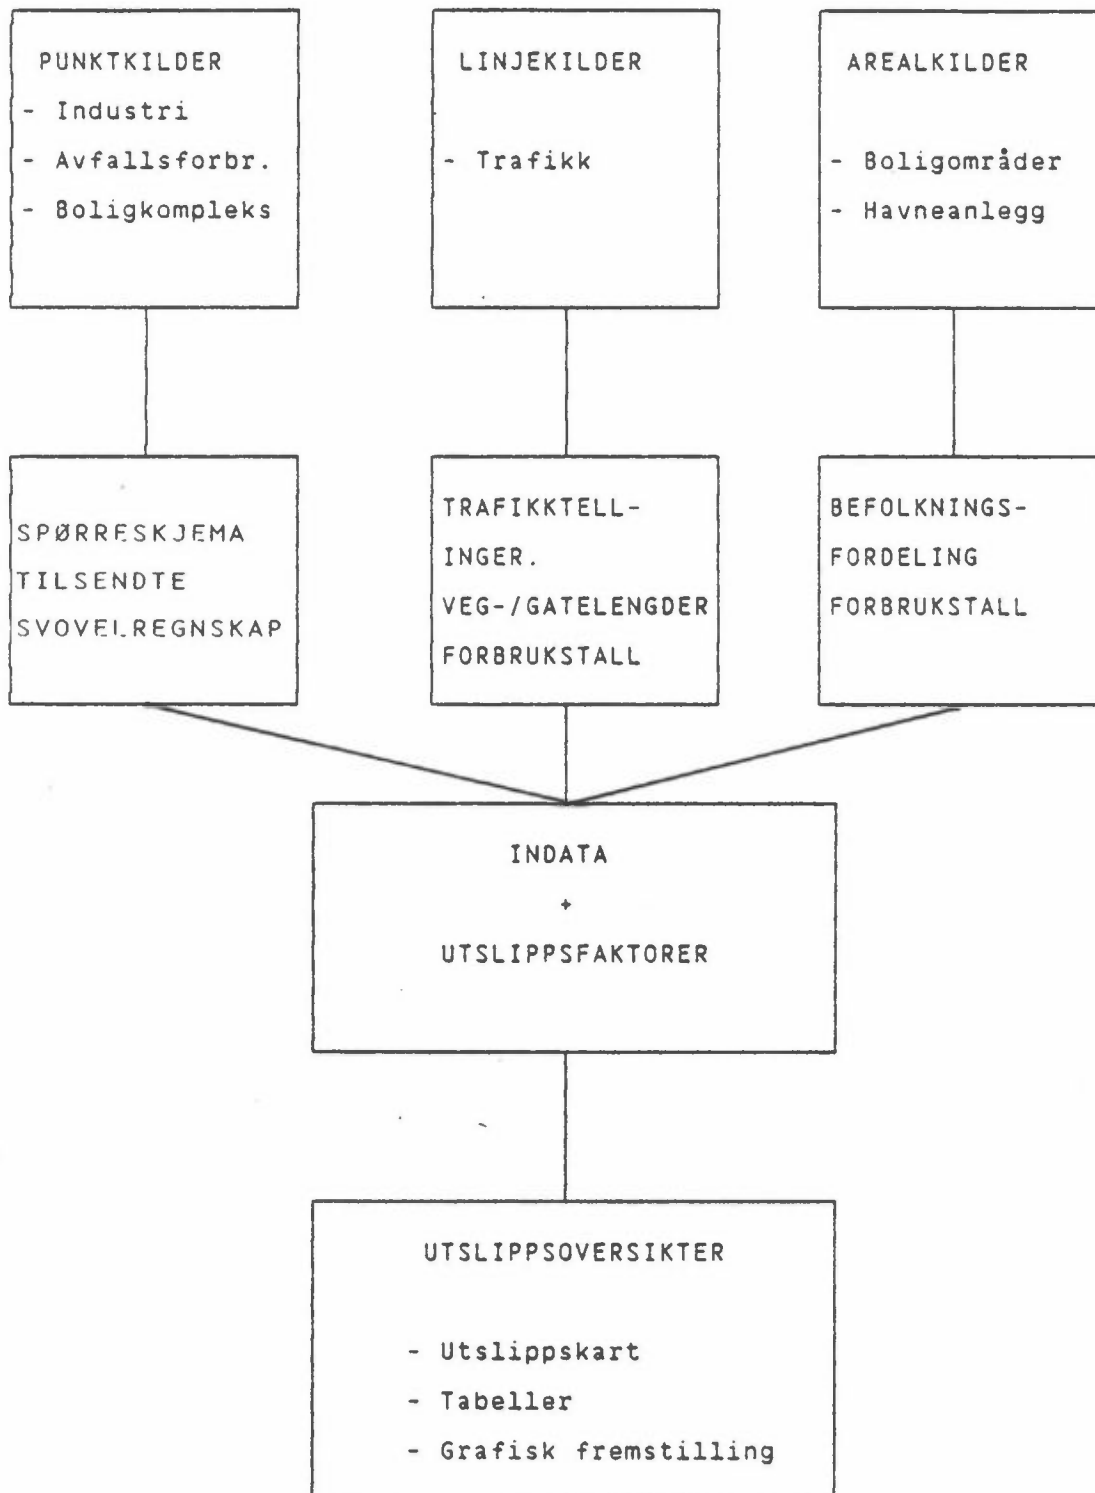 PUNKTKILDER
- Industri
- Avfallsforbr.
- Boligkompleks
LINJEKILDER
- Trafikk
AREALKILDER
- Boligområder
- Havneanlegg
SPØRRESKJEMA
TILSENDTE
SVOVELREGNSKAP
TRAFIKKTELL-
INGER.
VEG-/GATELENGDER
FORBRUKSTALL
BEFOLKNINGS-
FORDELING
FORBRUKSTALL
INDATA
+
UTSLIPPSFAKTORER
UTSLIPPSOVERSIKTER
- Utslippskart
- Tabeller
- Grafisk fremstilling